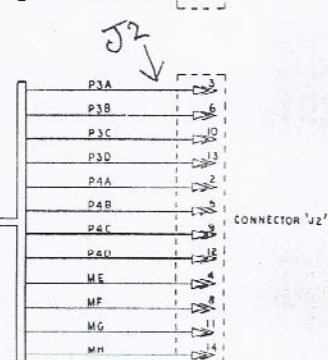 J2
P3A 3
P3B 6
P3C 10
P3D 13
P4A 2
P4B 5
CONNECTOR 'J2'
P4C 9
P4D 12
ME 4
MF 8
MG 11
MH 14